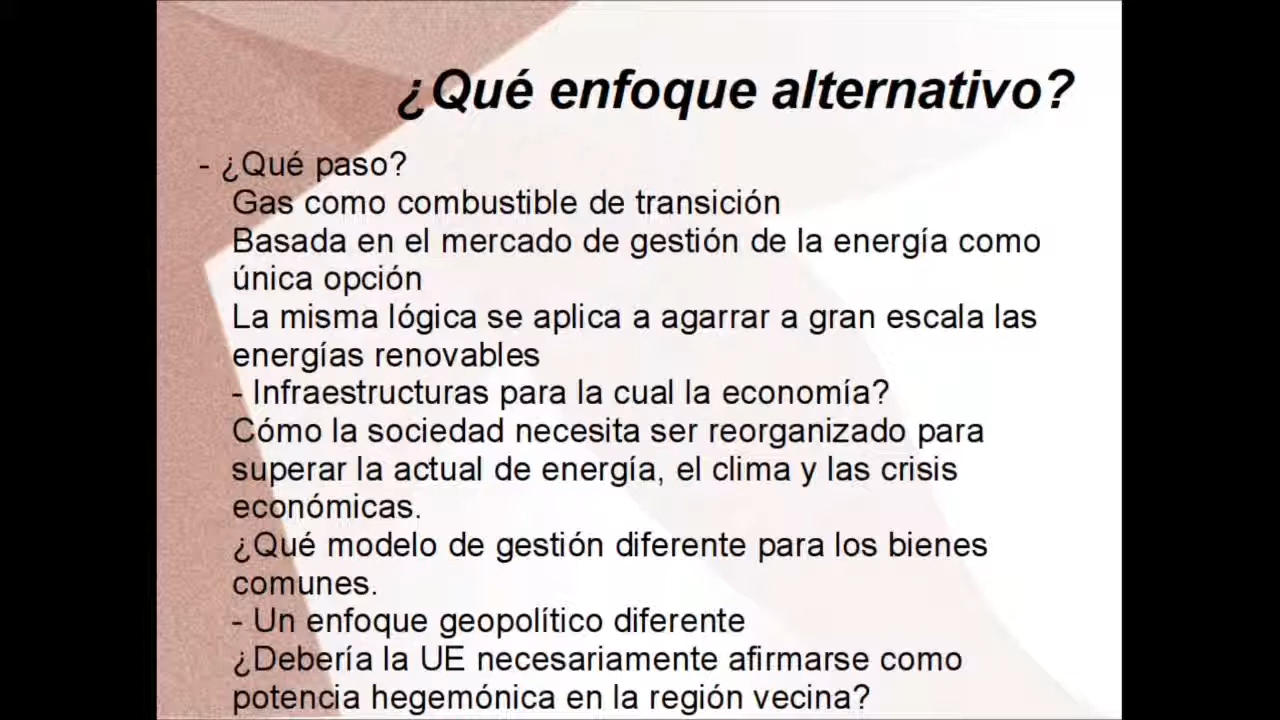 ¿Qué enfoque alternativo?
- ¿Qué paso?
Gas como combustible de transición
Basada en el mercado de gestión de la energía como
única opción
La misma lógica se aplica a agarrar a gran escala las
energías renovables
- Infraestructuras para la cual la economía?
Cómo la sociedad necesita ser reorganizado para
superar la actual de energía, el clima y las crisis
económicas.
¿Qué modelo de gestión diferente para los bienes
comunes.
- Un enfoque geopolítico diferente
¿Debería la UE necesariamente afirmarse como
potencia hegemónica en la región vecina?